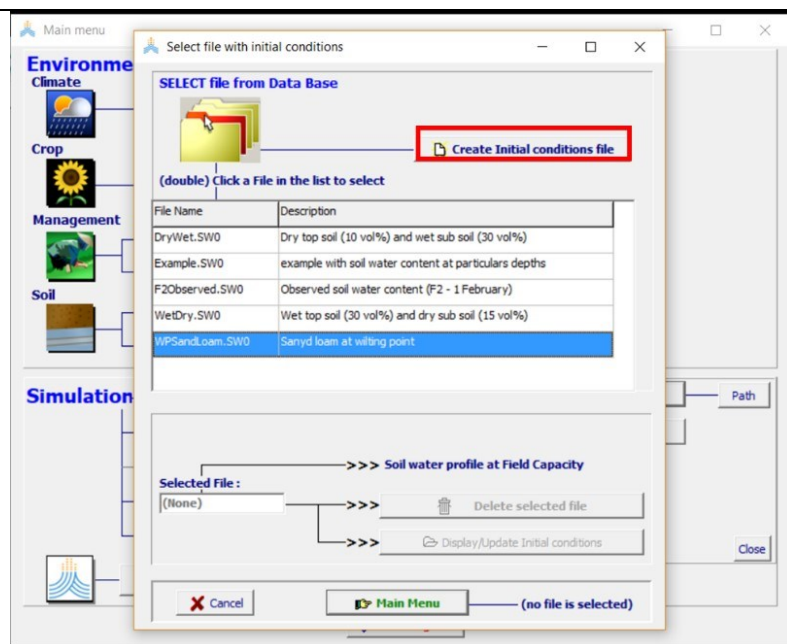 Main menu
Select file with initial conditions
Environme
Climate
Crop
Management
Soil
Simulation
SELECT file from Data Base
Create Initial conditions file
(double) Click a File in the list to select
File Name Description
DryWet.SW0 Dry top soil (10 vol%) and wet sub soil (30 vol%)
Example.SW0 example with soil water content at particulars depths
F2Observed.SW0 Observed soil water content (F2 - 1 February)
WetDry.SW0 Wet top soil (30 vol%) and dry sub soil (15 vol%)
WPSandLoam.SW0 Sanyd loam at wilting point
Path
>>> Soil water profile at Field Capacity
Selected File :
(None)
>>> Delete selected file
>>> Display/Update Initial conditions
Close
Cancel
Main Menu
(no file is selected)